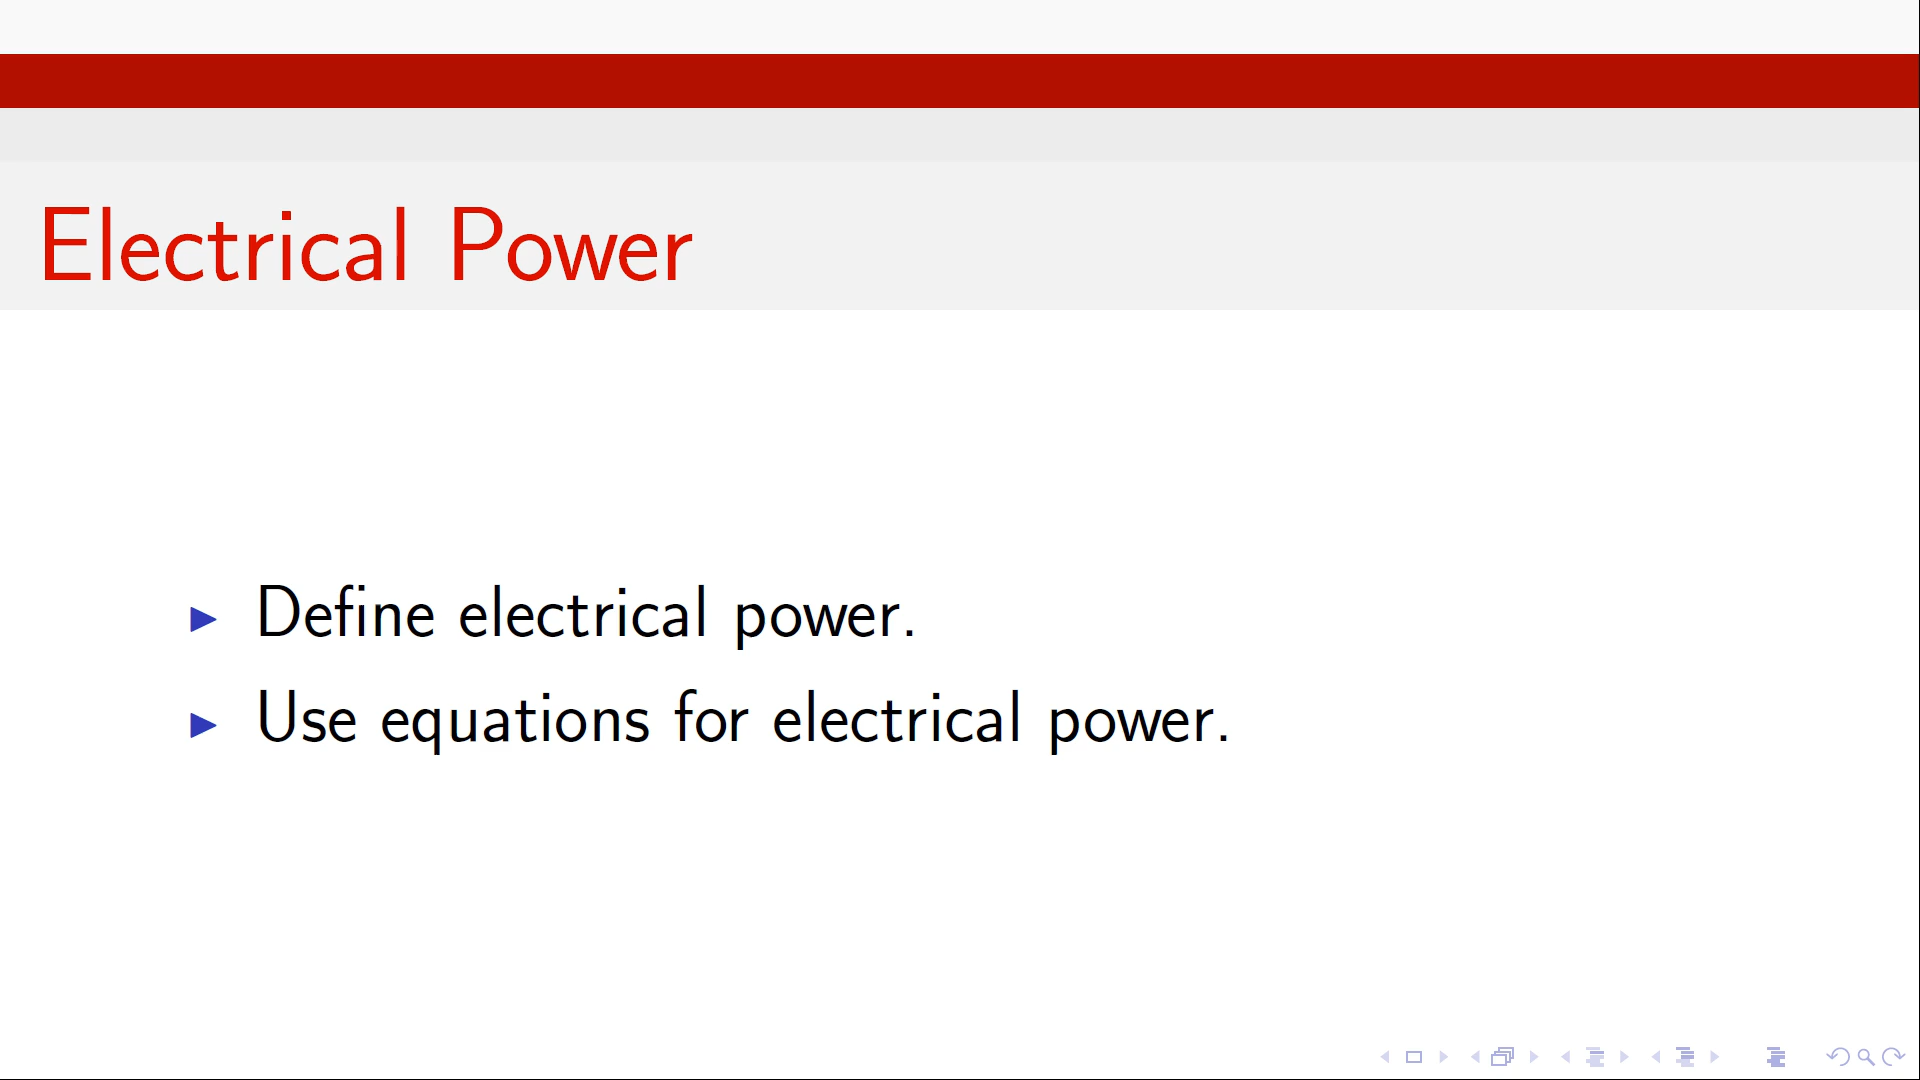 Electrical Power
Define electrical power.
Use equations for electrical power.